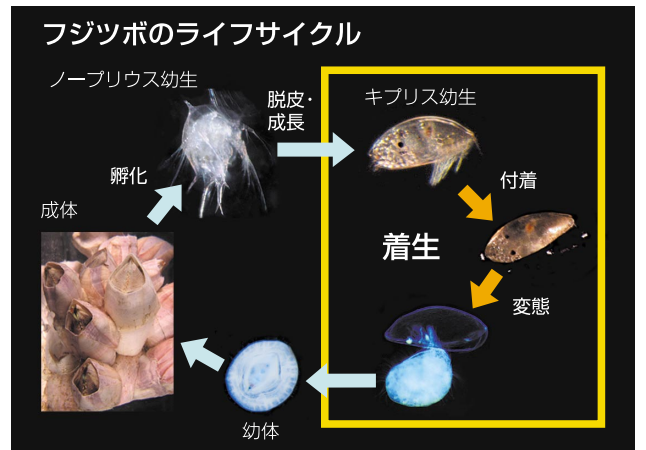 フジツボのライフサイクル
ノープリウス幼生
脱皮・
成長
キプリス幼生
孵化
付着
成体
着生
変態
幼体